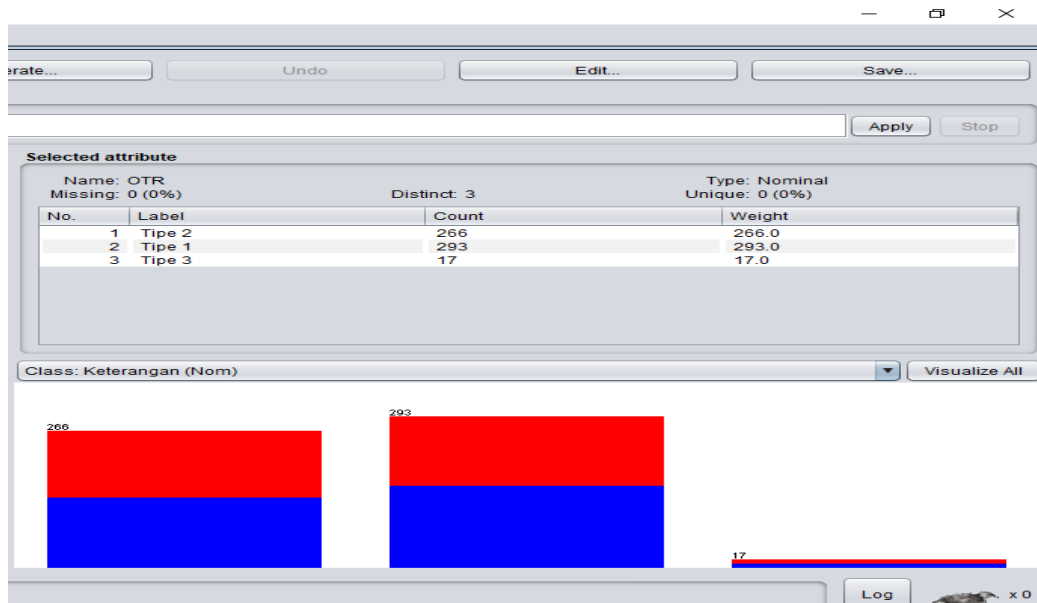 erate... Undo Edit... Save...
Apply Stop
Selected attribute
Name: OTR Type: Nominal
Missing: 0 (0%) Distinct: 3 Unique: 0 (0%)
No. Label Count Weight
1 Tipe 2 266 266.0
2 Tipe 1 293 293.0
3 Tipe 3 17 17.0
Class: Keterangan (Nom) Visualize All
293
266
17
Log x 0